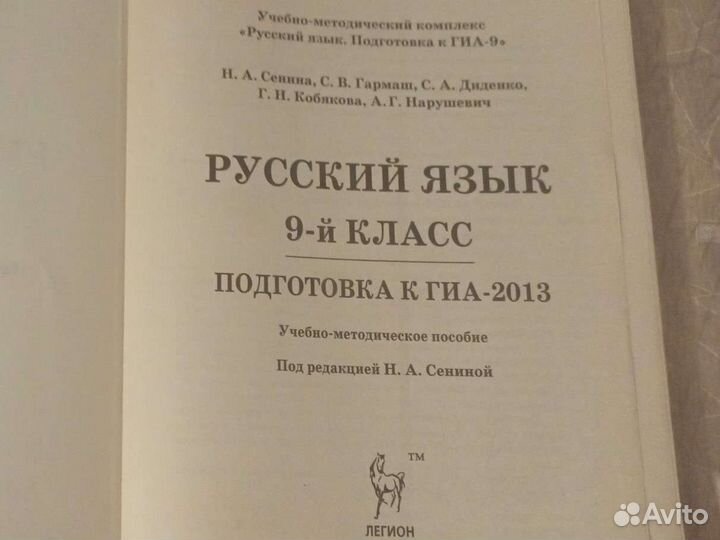 Учебно-методический комплекс
«Русский язык. Подготовка к ГИА-9»
Н. А. Сенина, С. В. Гармаш, С. А. Диденко,
Г. Н. Кобякова, А. Г. Нарушевич
РУССКИЙ ЯЗЫК
9-й КЛАСС
ПОДГОТОВКА К ГИА-2013
Учебно-методическое пособие
Под редакцией Н. А. Сениной
TM
ЛЕГИОН
Avito